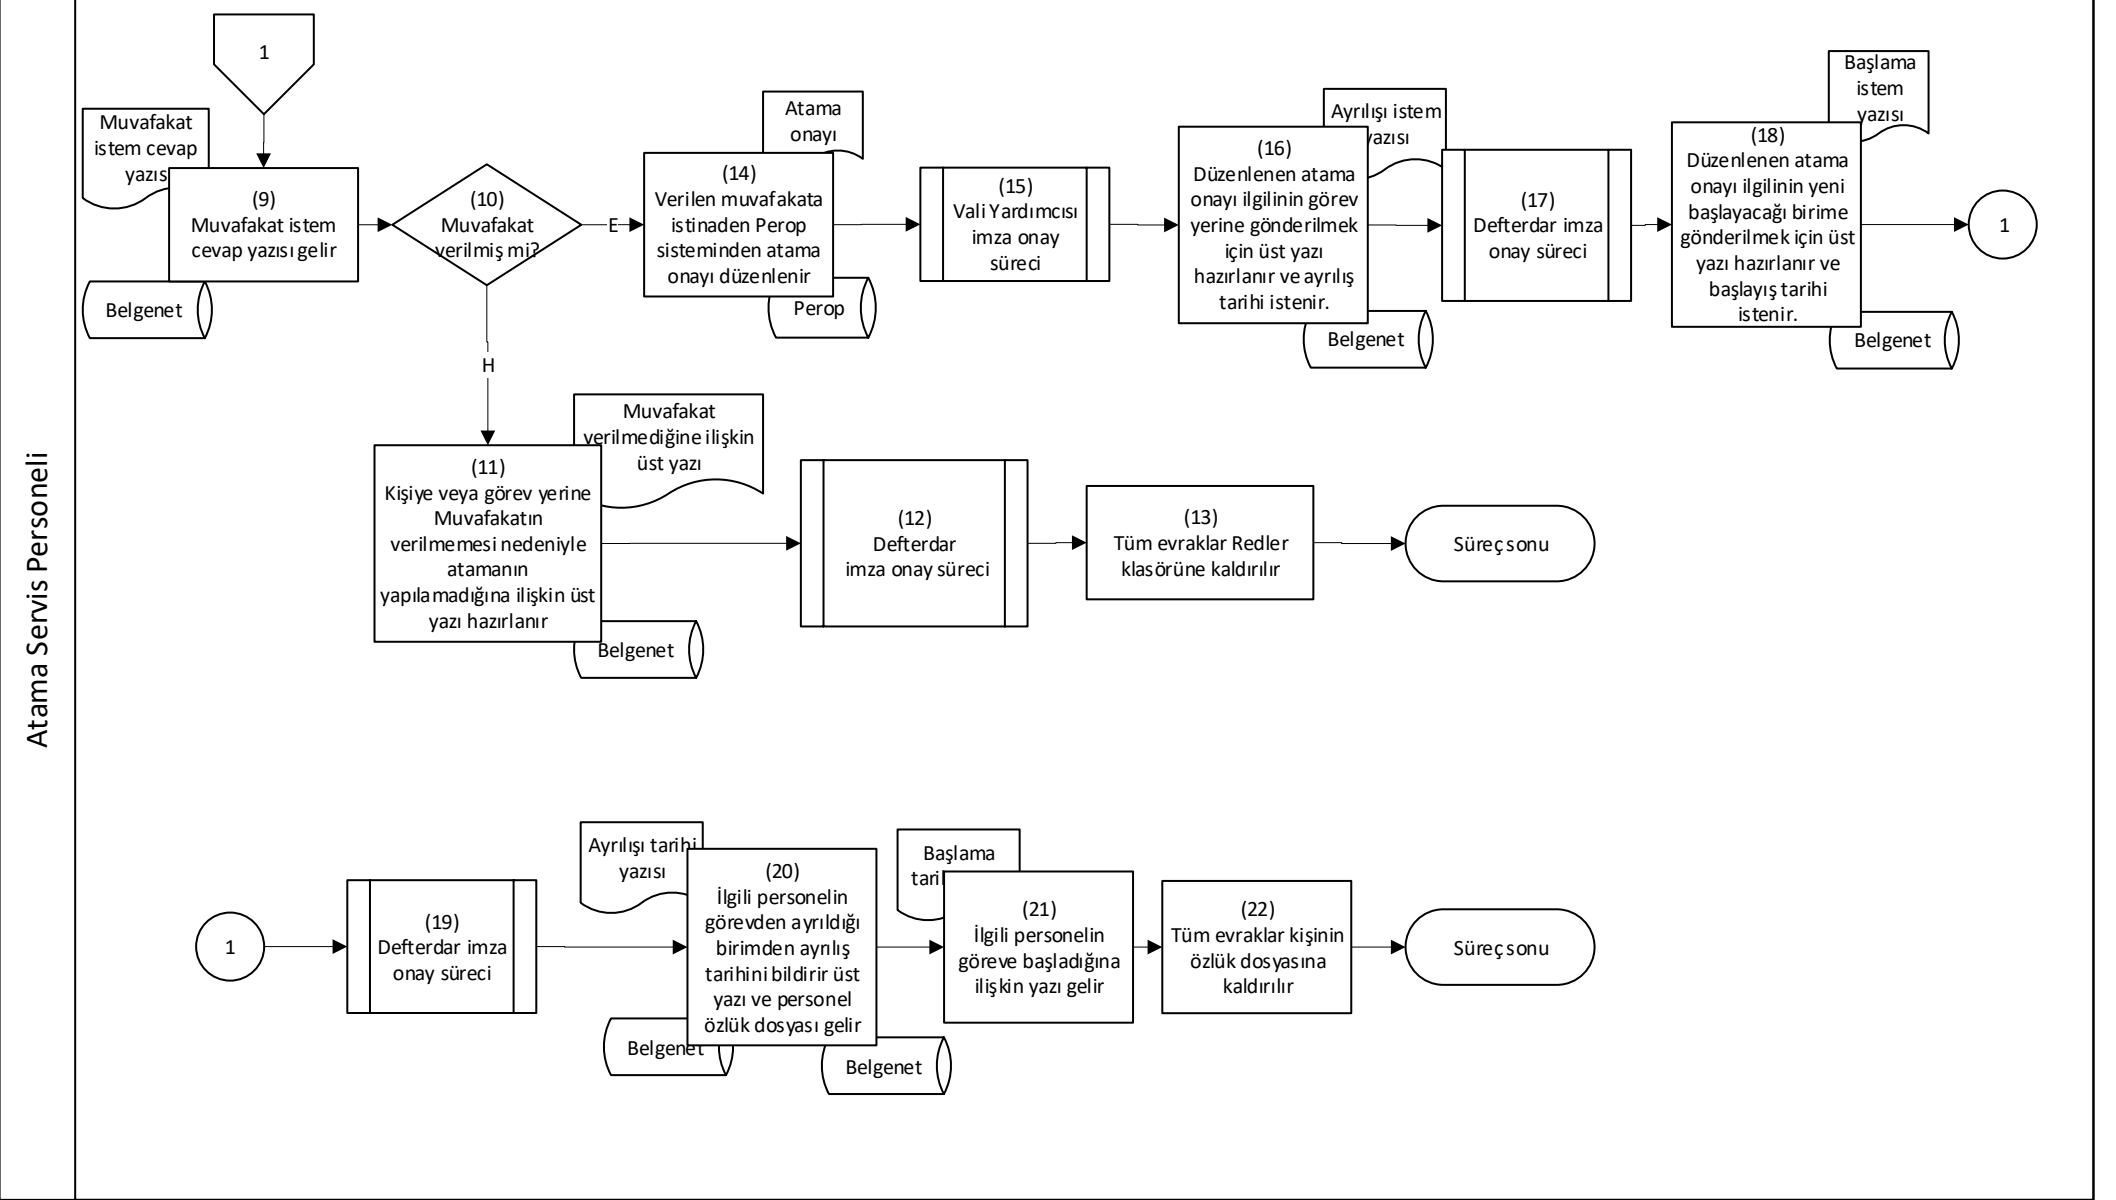 Atama Servis Personeli
1
Muvafakat
istem cevap
(9)
Muvafakat istem
cevap yazısı gelir
Belgenet
(10)
Muvafakat
verilmiş mi?
E
H
Atama
onayı
(14)
Verilen muvafakata
istinaden Perop
sisteminden atama
onayı düzenlenir
Perop
(15)
Vali Yardımcısı
imza onay
süreci
Ayrılışı istem
yazısı
(16)
Düzenlenen atama
onayı ilgilinin görev
yerine gönderilmek
için üst yazı
hazırlanır ve ayrılış
tarihi istenir.
Belgenet
(17)
Defterdar imza
onay süreci
Başlama
istem
yazısı
(18)
Düzenlenen atama
onayı ilgilinin yeni
başlayacağı birime
gönderilmek için üst
yazı hazırlanır ve
başlayış tarihi
istenir.
Belgenet
1
Muvafakat
verilmediğine ilişkin
üst yazı
(11)
Kişiye veya görev yerine
Muvafakatın
verilmemesi nedeniyle
atamanın
yapılamadığına ilişkin üst
yazı hazırlanır
Belgenet
(12)
Defterdar
imza onay süreci
(13)
Tüm evraklar Redler
klasörüne kaldırılır
Süreç sonu
1
(19)
Defterdar imza
onay süreci
Ayrılışı tarihi
yazısı
(20)
İlgili personelin
görevden ayrıldığı
birimden ayrılış
tarihini bildirir üst
yazı ve personel
özlük dosyası gelir
Belgenet
Belgenet
Başlama
(21)
İlgili personelin
göreve başladığına
ilişkin yazı gelir
(22)
Tüm evraklar kişinin
özlük dosyasına
kaldırılır
Süreç sonu